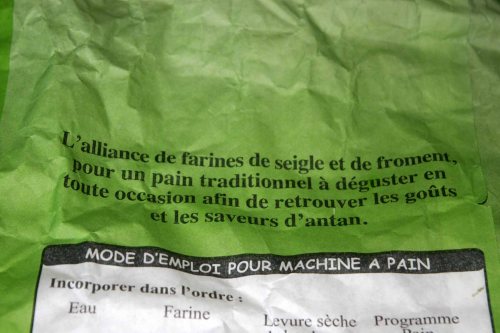 L'alliance de farines de seigle et de froment,
pour un pain traditionnel à déguster en
toute occasion afin de retrouver les goûts
et les saveurs d'antan.
MODE D'EMPLOI POUR MACHINE A PAIN
Incorporer dans l'ordre :
Eau Farine Levure sèche Programme
Pain